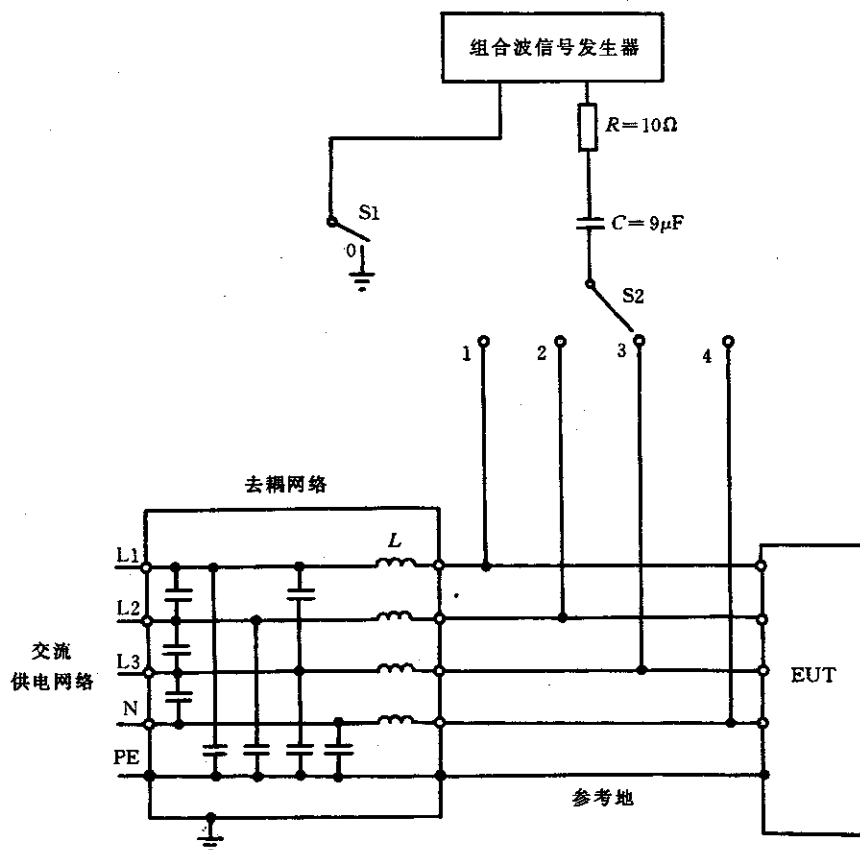 组合波信号发生器
R=10Ω
C=9μF
S1
0
S2
1
2
3
4
去耦网络
L
L1
L2
L3
N
PE
交流
供电网络
EUT
参考地